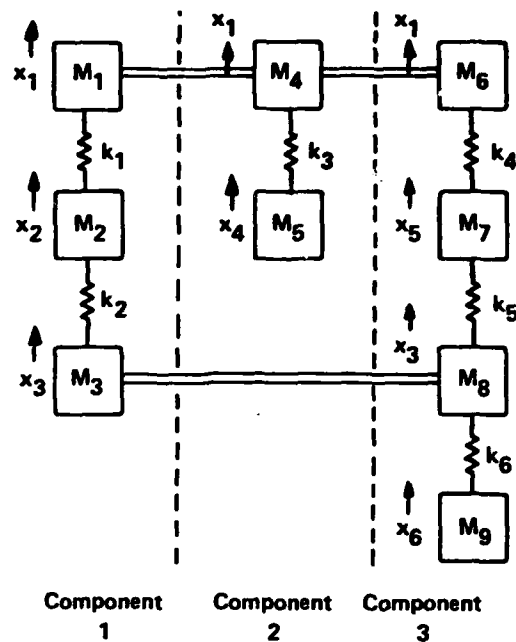 x1 x1
x1 M1 M4 M6
k1 k3 k4
x2 M2 x4 M5 x5 M7
k2 x3 k5
x3 M3 M8
k6
x6 M9
Component Component Component
1 2 3